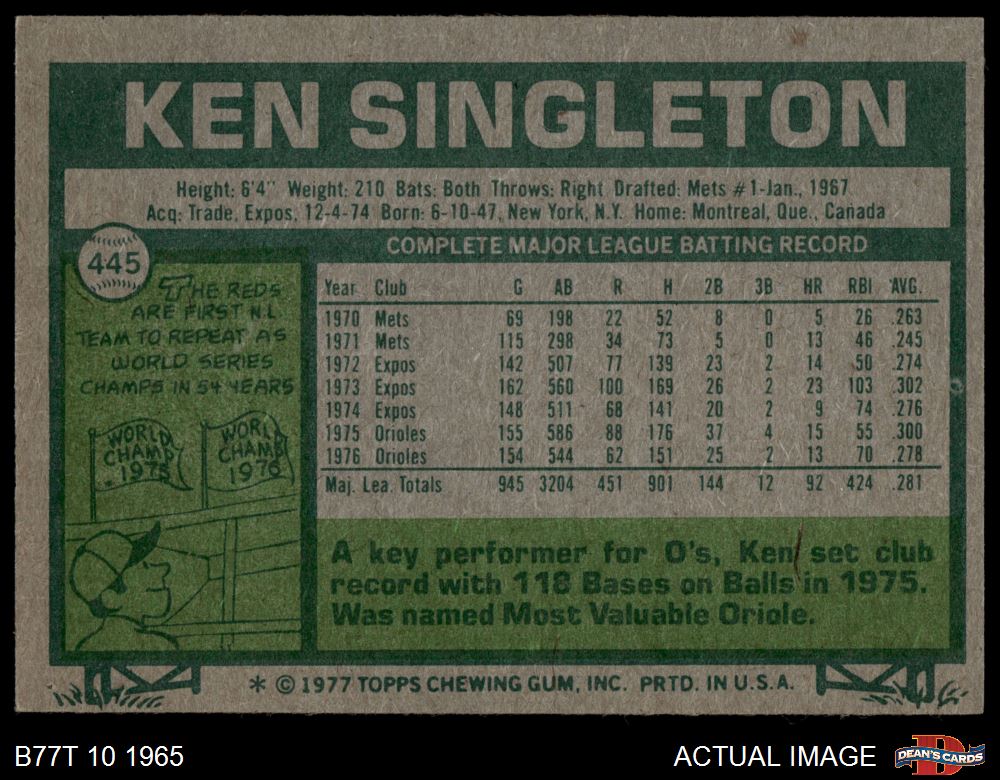 KEN SINGLETON
Height: 6'4" Weight: 210 Bats: Both Throws: Right Drafted: Mets #1-Jan., 1967
Acq: Trade, Expos, 12-4-74 Born: 6-10-47, New York, N.Y. Home: Montreal, Que., Canada
445
THE REDS
ARE FIRST N.L.
TEAM TO REPEAT AS
WORLD SERIES
CHAMPS IN 54 YEARS
WORLD
CHAMP
1975
WORLD
CHAMP
1976
COMPLETE MAJOR LEAGUE BATTING RECORD
Year Club G AB R H 2B 3B HR RBI AVG.
1970 Mets 69 198 22 52 8 0 5 26 .263
1971 Mets 115 298 34 73 5 0 13 46 .245
1972 Expos 142 507 77 139 23 2 14 50 .274
1973 Expos 162 560 100 169 26 2 23 103 .302
1974 Expos 148 511 68 141 20 2 9 74 .276
1975 Orioles 155 586 88 176 37 4 15 55 .300
1976 Orioles 154 544 62 151 25 2 13 70 .278
Maj. Lea. Totals 945 3204 451 901 144 12 92 424 .281
A key performer for O's, Ken set club
record with 118 Bases on Balls in 1975.
Was named Most Valuable Oriole.
* © 1977 TOPPS CHEWING GUM, INC. PRTD. IN U.S.A.
B77T 10 1965
ACTUAL IMAGE
D
DEAN'S CARDS